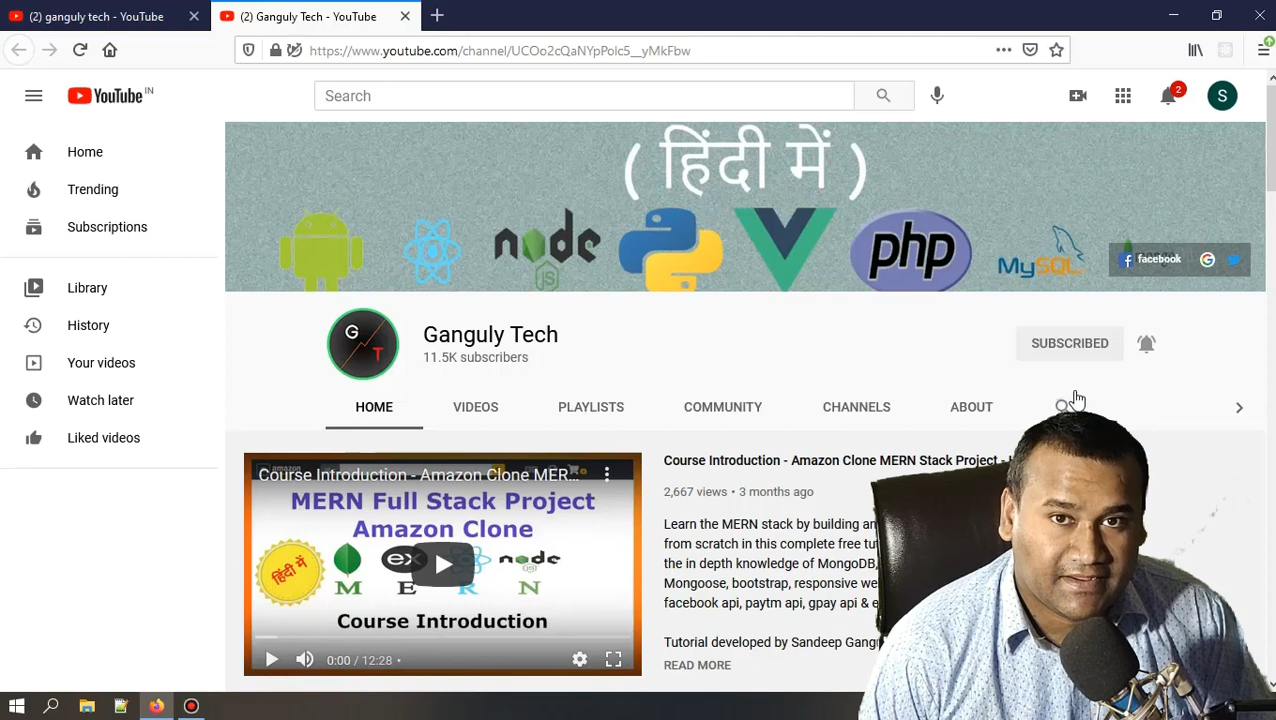 (2) ganguly tech - YouTube
(2) Ganguly Tech - YouTube
https://www.youtube.com/channel/UCOo2cQaNYpPolc5__yMkFbw
YouTube IN
Search
2
S
Home
Trending
Subscriptions
Library
History
Your videos
Watch later
Liked videos
( हिंदी में )
node
JS
php
MySQL
facebook
G
G T
Ganguly Tech
11.5K subscribers
SUBSCRIBED
HOME
VIDEOS
PLAYLISTS
COMMUNITY
CHANNELS
ABOUT
Course Introduction - Amazon Clone MER...
MERN Full Stack Project
Amazon Clone
हिंदी में
ex
node
M E R N
Course Introduction
0:00 / 12:28
Course Introduction - Amazon Clone MERN Stack Project -
2,667 views • 3 months ago
Learn the MERN stack by building an
from scratch in this complete free tu
the in depth knowledge of MongoDB,
Mongoose, bootstrap, responsive we
facebook api, paytm api, gpay api & e
Tutorial developed by Sandeep Gang
READ MORE